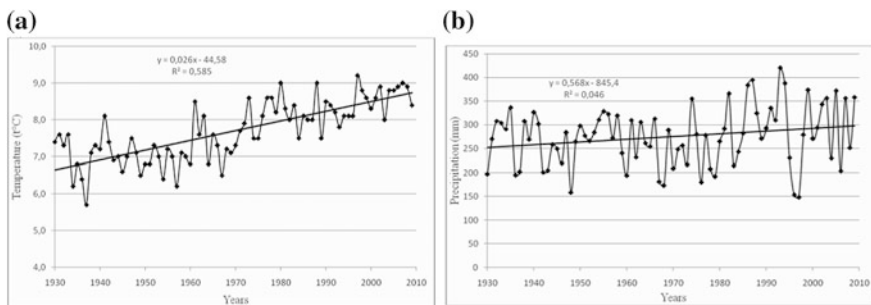 (a)
y = 0,026x - 44,58
R² = 0,585
Temperature (t°C)
10,0
9,0
8,0
7,0
6,0
5,0
4,0
1930 1940 1950 1960 1970 1980 1990 2000 2010
Years
(b)
y = 0,568x - 845,4
R² = 0,046
Precipitation (mm)
450
400
350
300
250
200
150
100
50
0
1930 1940 1950 1960 1970 1980 1990 2000 2010
Years